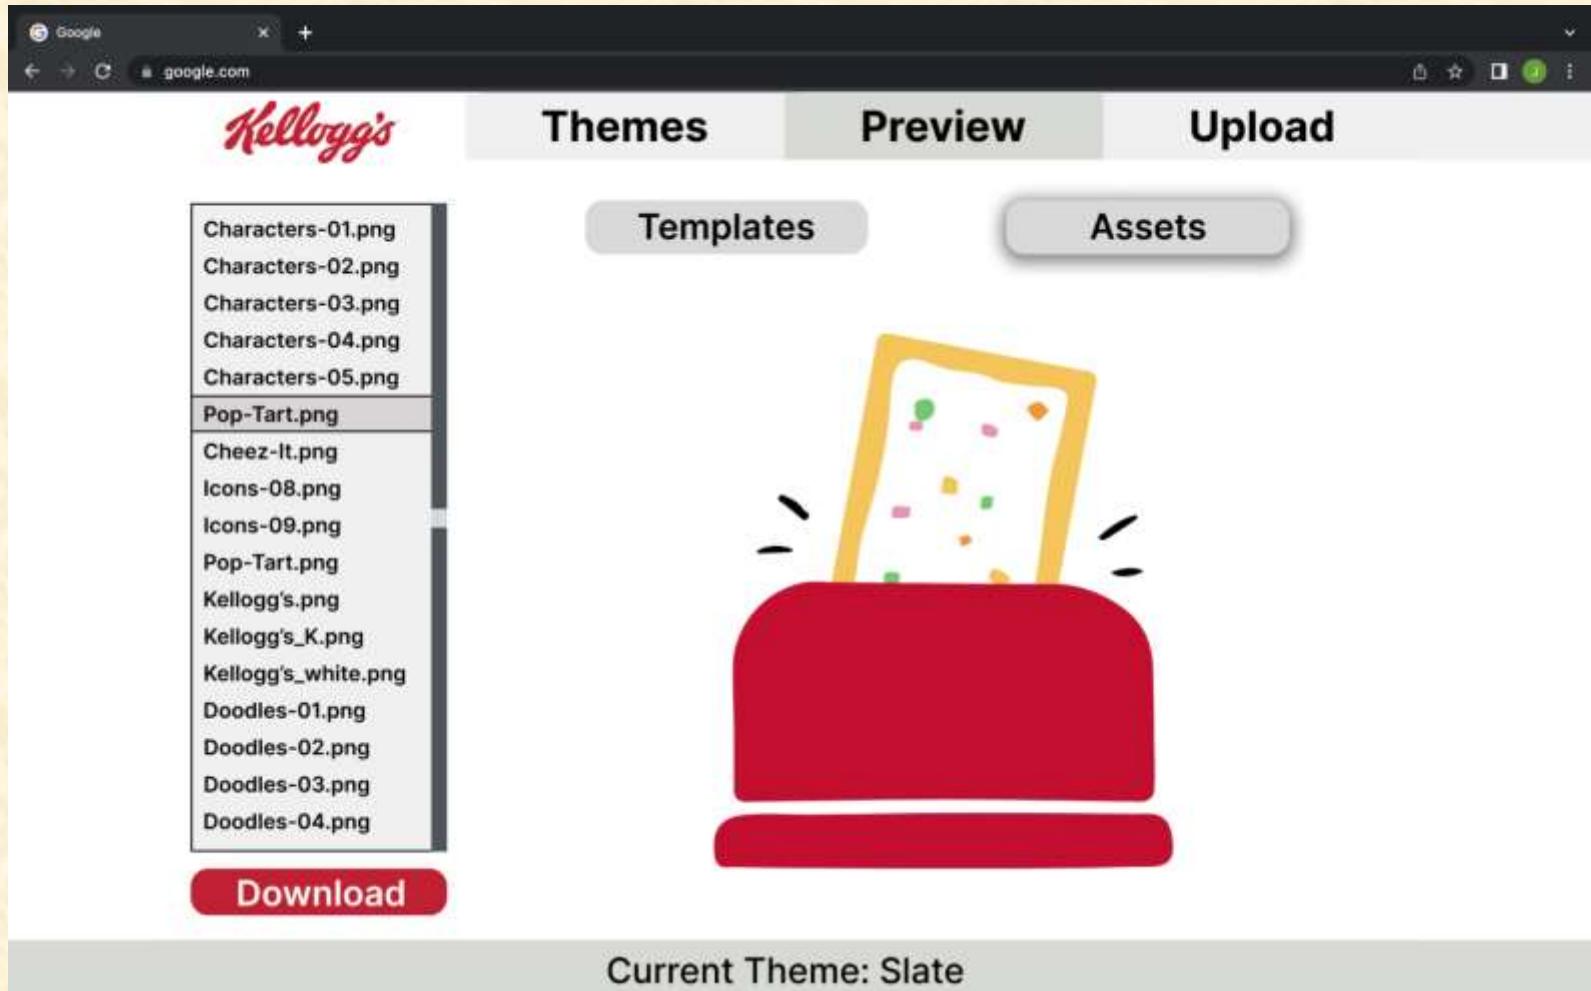 Google
google.com
Kellogg's
Themes
Preview
Upload
Templates
Assets
Characters-01.png
Characters-02.png
Characters-03.png
Characters-04.png
Characters-05.png
Pop-Tart.png
Cheez-It.png
Icons-08.png
Icons-09.png
Pop-Tart.png
Kellogg's.png
Kellogg's_K.png
Kellogg's_white.png
Doodles-01.png
Doodles-02.png
Doodles-03.png
Doodles-04.png
Download
Current Theme: Slate